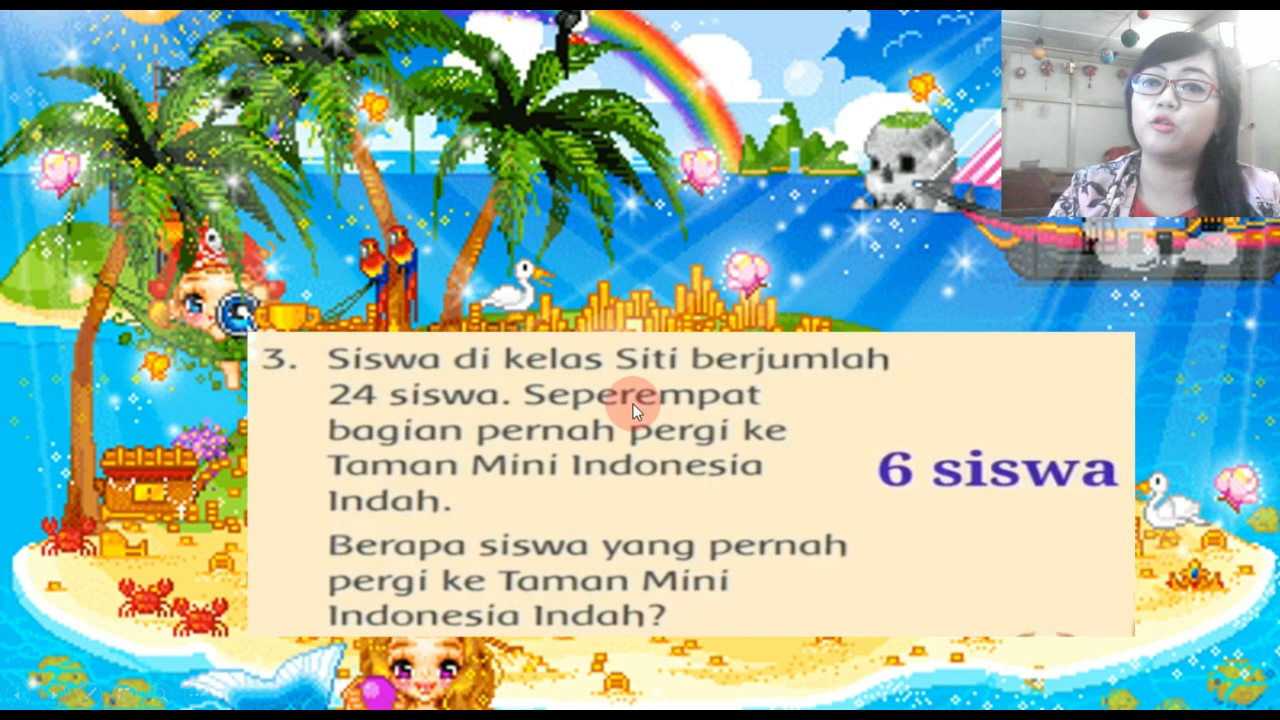 3. Siswa di kelas Siti berjumlah
24 siswa. Seperempat
bagian pernah pergi ke
Taman Mini Indonesia
Indah.
Berapa siswa yang pernah
pergi ke Taman Mini
Indonesia Indah?
6 siswa